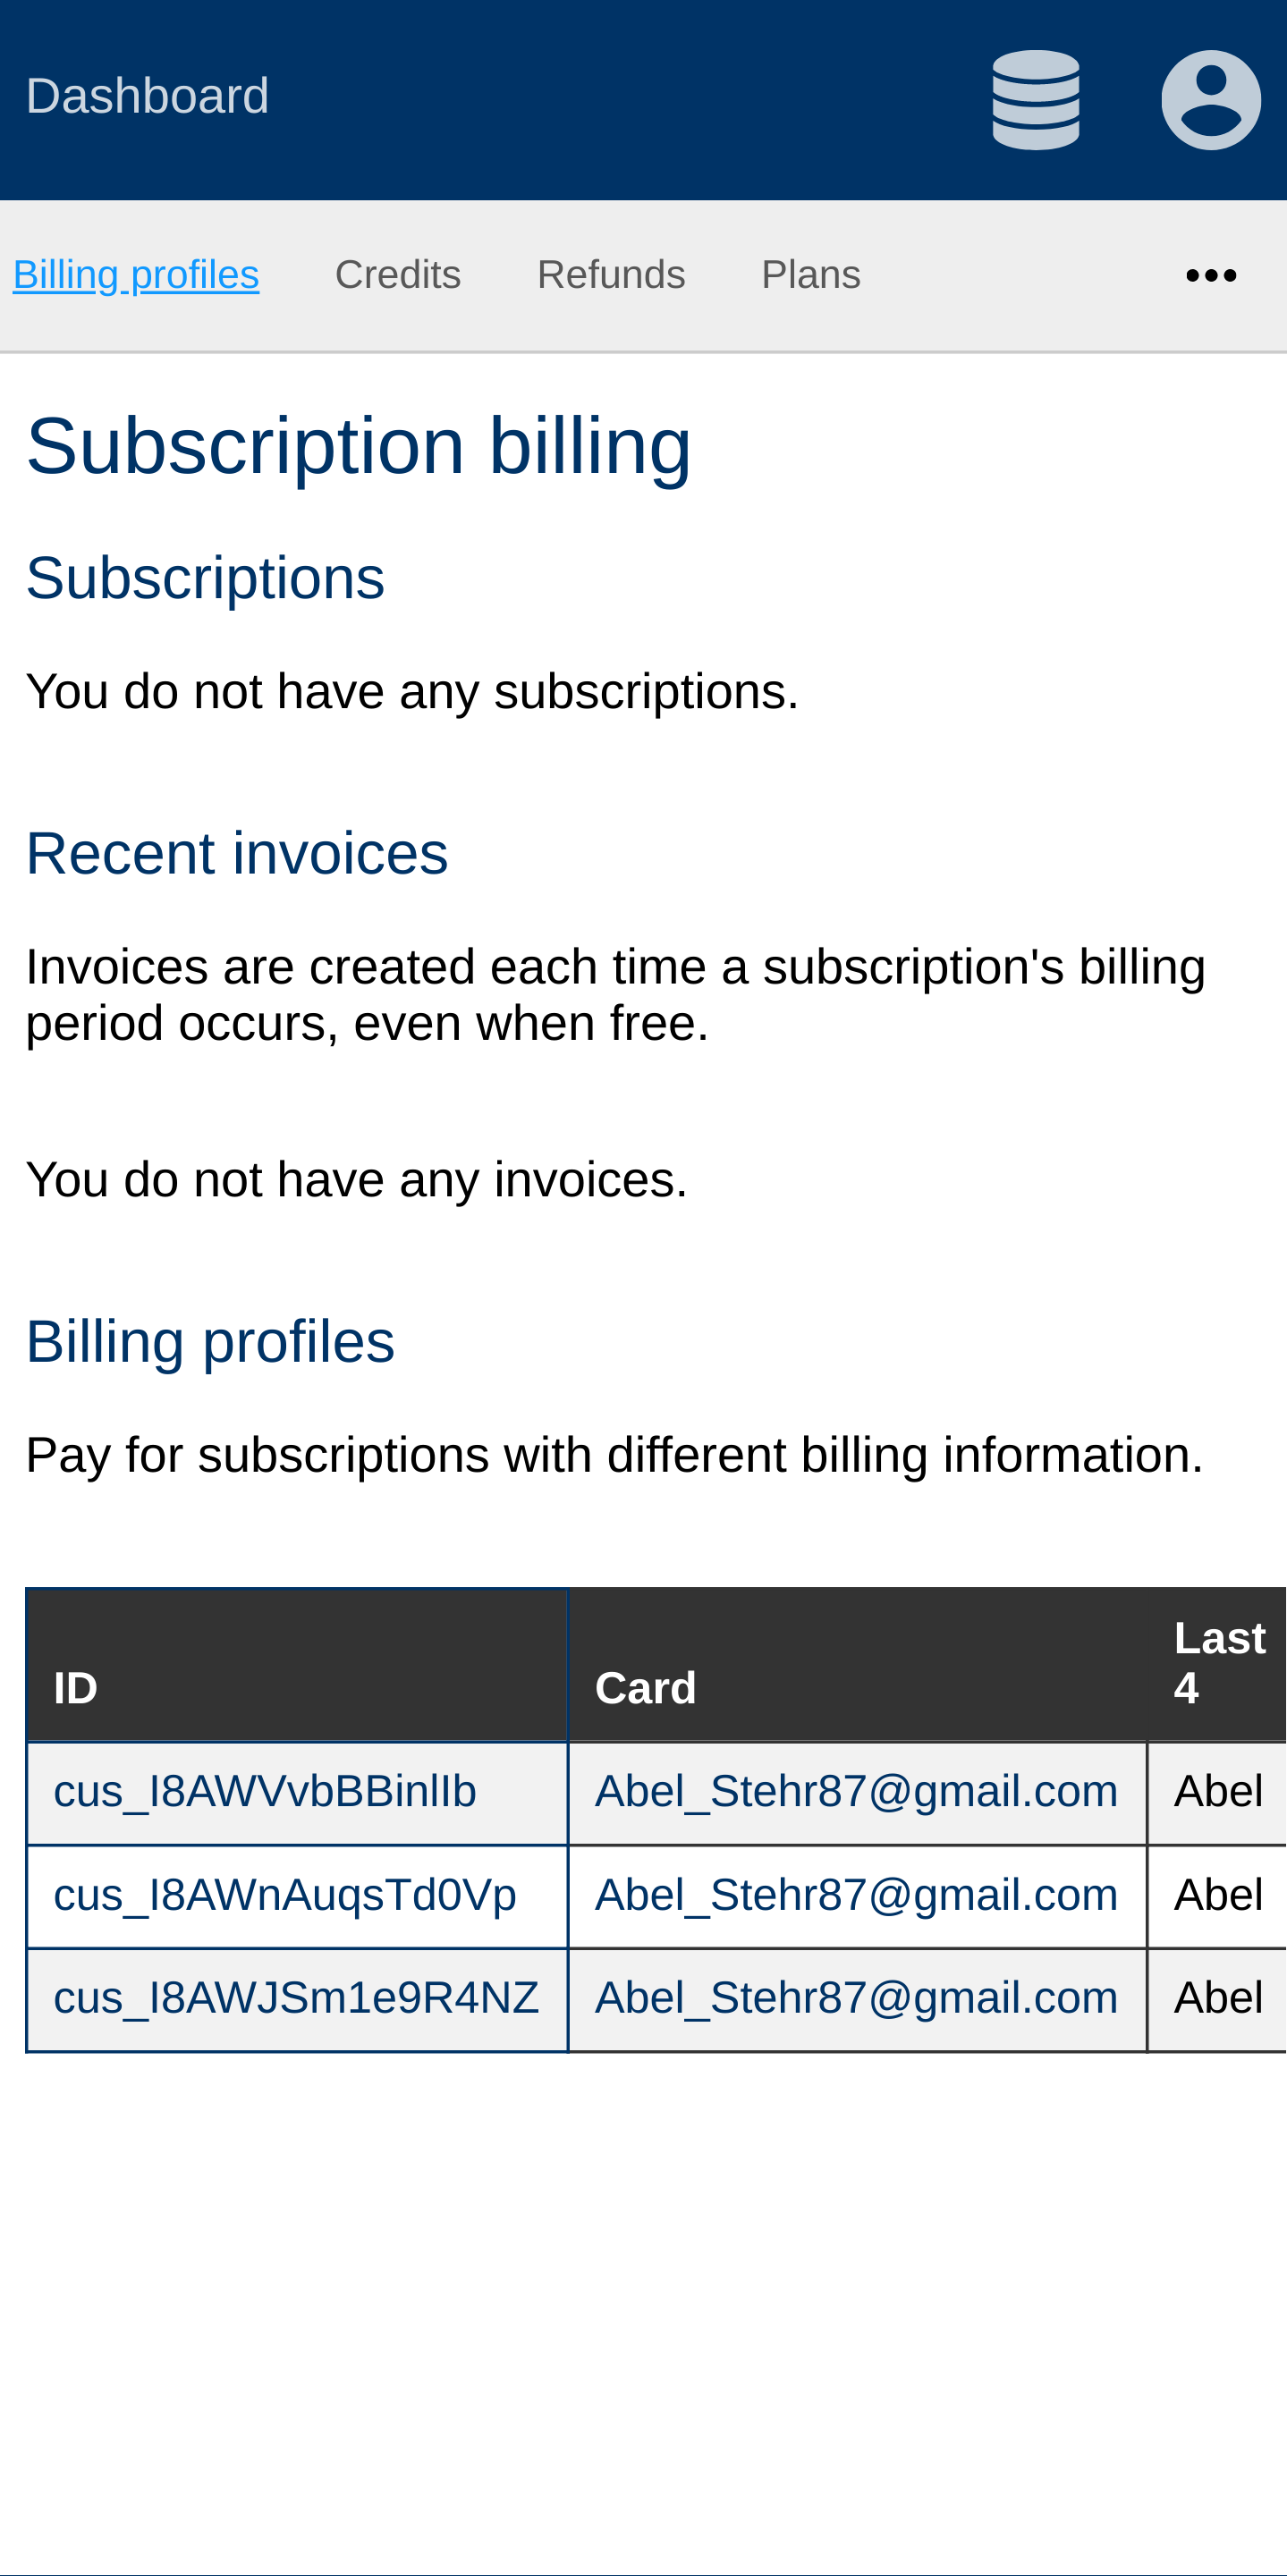 Dashboard
Billing profiles Credits Refunds Plans
Subscription billing
Subscriptions
You do not have any subscriptions.
Recent invoices
Invoices are created each time a subscription's billing
period occurs, even when free.
You do not have any invoices.
Billing profiles
Pay for subscriptions with different billing information.
ID Card Last 4
cus_I8AWVvbBBinlIb Abel_Stehr87@gmail.com Abel
cus_I8AWnAuqsTd0Vp Abel_Stehr87@gmail.com Abel
cus_I8AWJSm1e9R4NZ Abel_Stehr87@gmail.com Abel